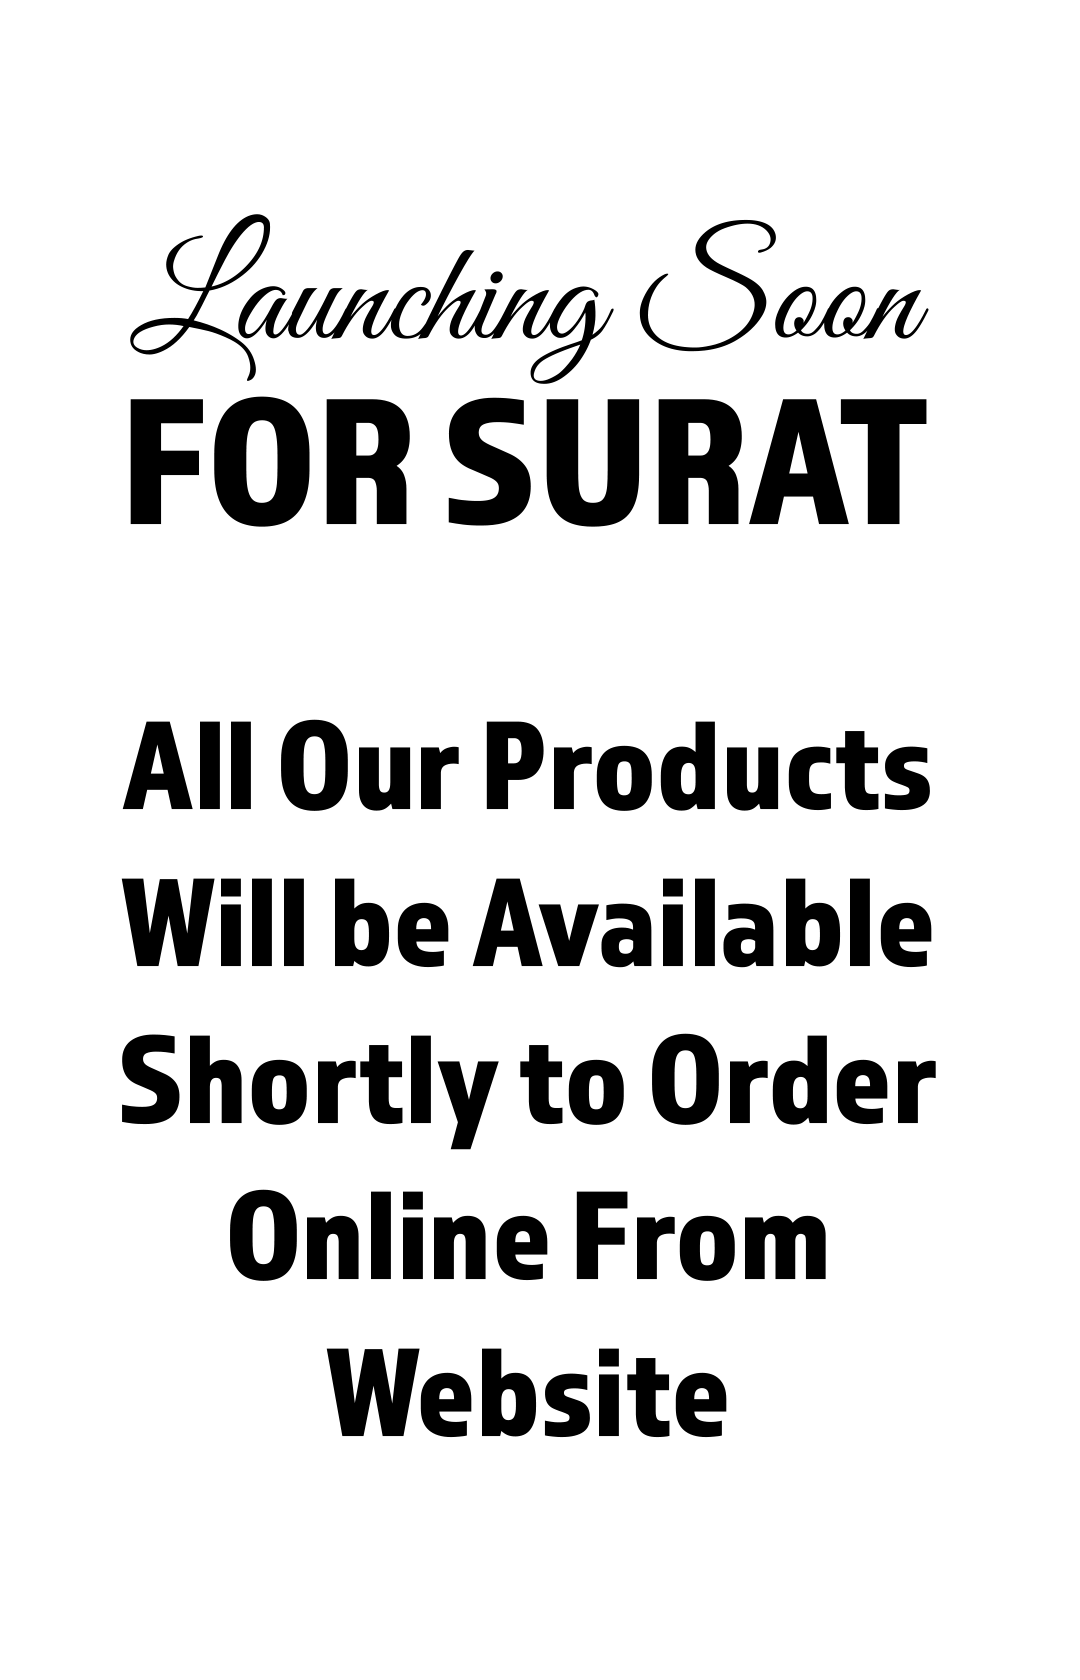 Launching Soon
FOR SURAT
All Our Products
Will be Available
Shortly to Order
Online From
Website